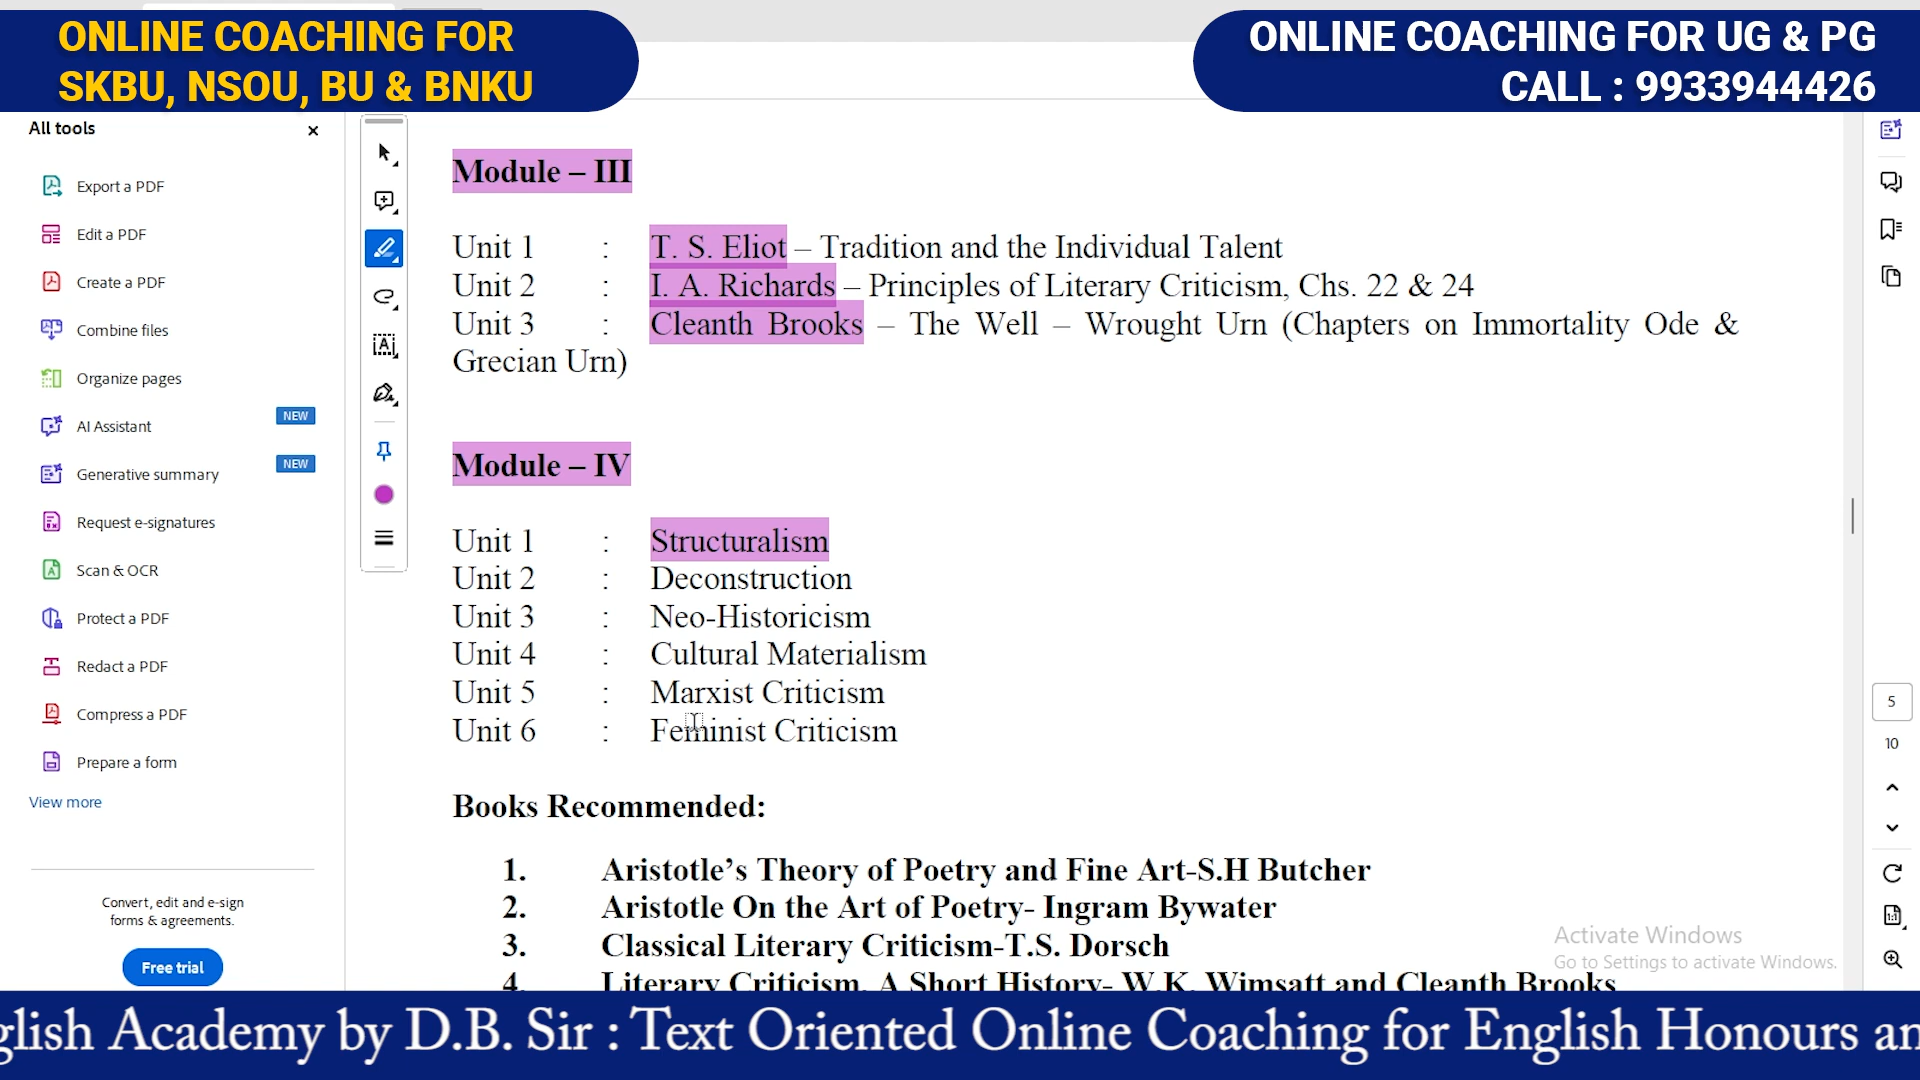 ONLINE COACHING FOR
SKBU, NSOU, BU & BNKU
ONLINE COACHING FOR UG & PG
CALL : 9933944426
All tools
Export a PDF
Edit a PDF
Create a PDF
Combine files
Organize pages
AI Assistant NEW
Generative summary NEW
Request e-signatures
Scan & OCR
Protect a PDF
Redact a PDF
Compress a PDF
Prepare a form
View more
Convert, edit and e-sign
forms & agreements.
Free trial
Module – III
Unit 1 : T. S. Eliot – Tradition and the Individual Talent
Unit 2 : I. A. Richards – Principles of Literary Criticism, Chs. 22 & 24
Unit 3 : Cleanth Brooks – The Well – Wrought Urn (Chapters on Immortality Ode &
Grecian Urn)
Module – IV
Unit 1 : Structuralism
Unit 2 : Deconstruction
Unit 3 : Neo-Historicism
Unit 4 : Cultural Materialism
Unit 5 : Marxist Criticism
Unit 6 : Feminist Criticism
Books Recommended:
1. Aristotle's Theory of Poetry and Fine Art-S.H Butcher
2. Aristotle On the Art of Poetry- Ingram Bywater
3. Classical Literary Criticism-T.S. Dorsch
4. Literary Criticism, A Short History- W.K. Wimsatt and Cleanth Brooks
5
10
Activate Windows
Go to Settings to activate Windows.
glish Academy by D.B. Sir : Text Oriented Online Coaching for English Honours an